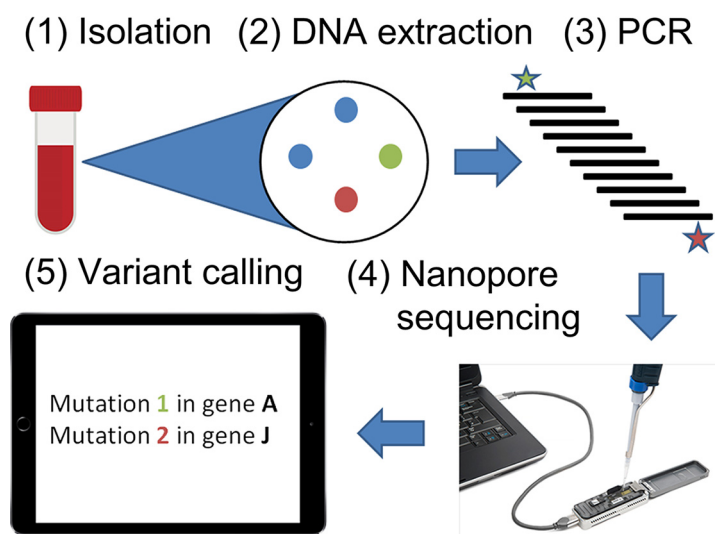 (1) Isolation
(2) DNA extraction
(3) PCR
(5) Variant calling
(4) Nanopore
sequencing
Mutation 1 in gene A
Mutation 2 in gene J